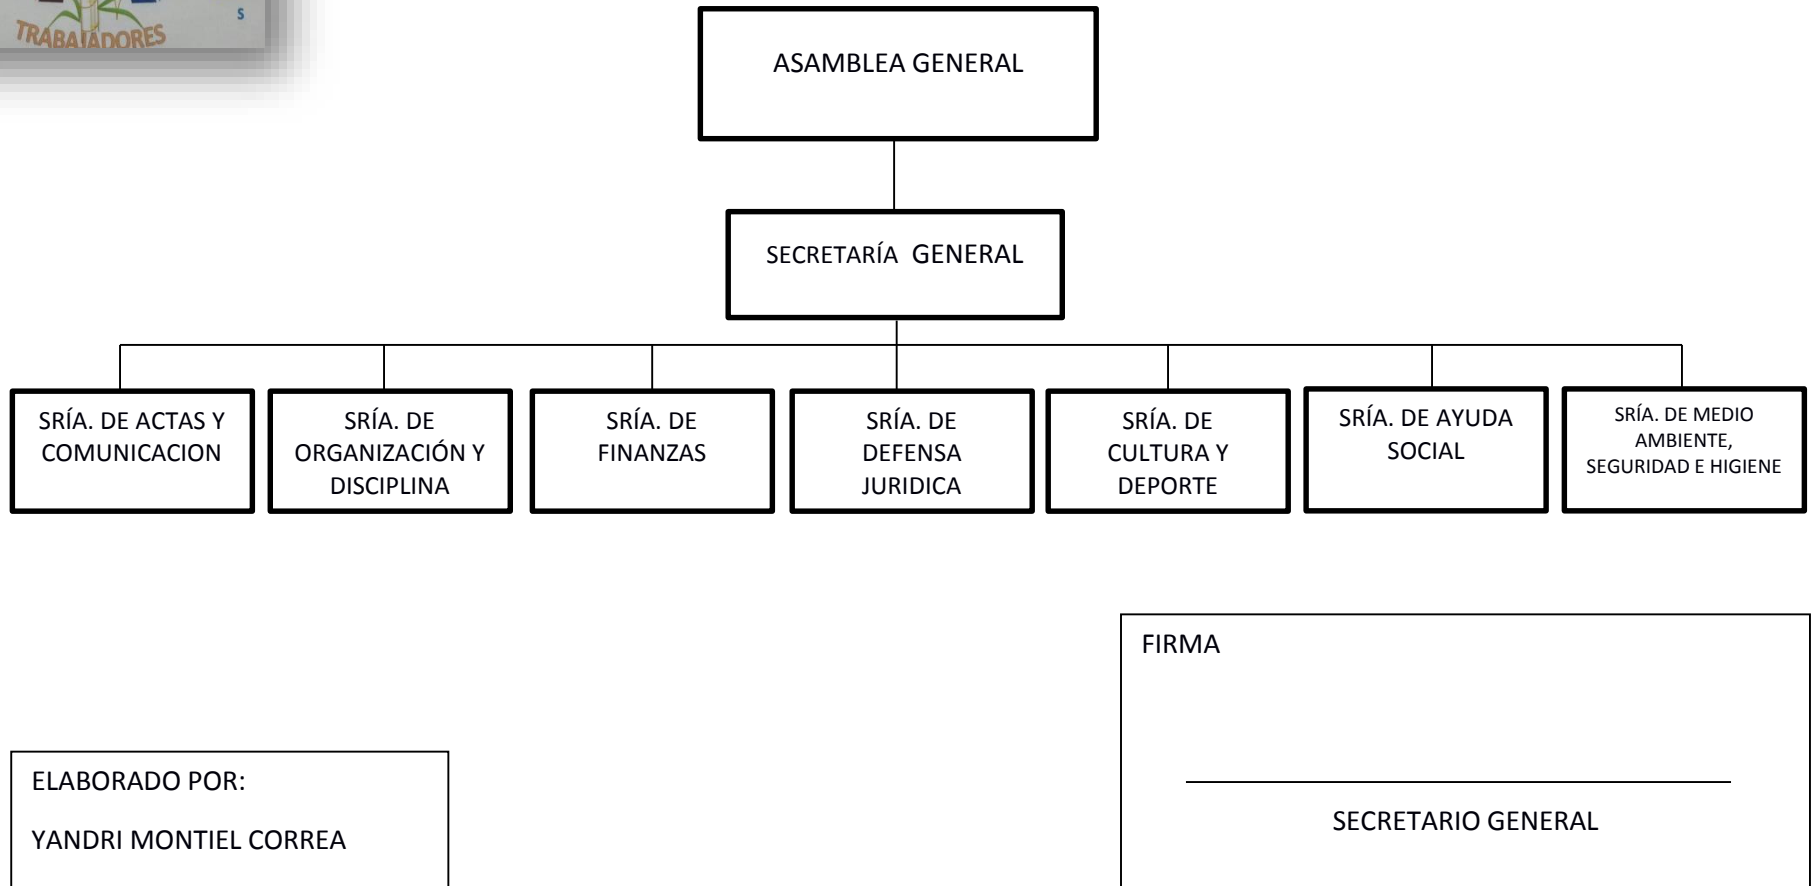 S
TRABAJADORES
ASAMBLEA GENERAL
SECRETARÍA GENERAL
SRÍA. DE ACTAS Y
COMUNICACION
SRÍA. DE
ORGANIZACIÓN Y
DISCIPLINA
SRÍA. DE
FINANZAS
SRÍA. DE
DEFENSA
JURIDICA
SRÍA. DE
CULTURA Y
DEPORTE
SRÍA. DE AYUDA
SOCIAL
SRÍA. DE MEDIO
AMBIENTE,
SEGURIDAD E HIGIENE
FIRMA
SECRETARIO GENERAL
ELABORADO POR:
YANDRI MONTIEL CORREA